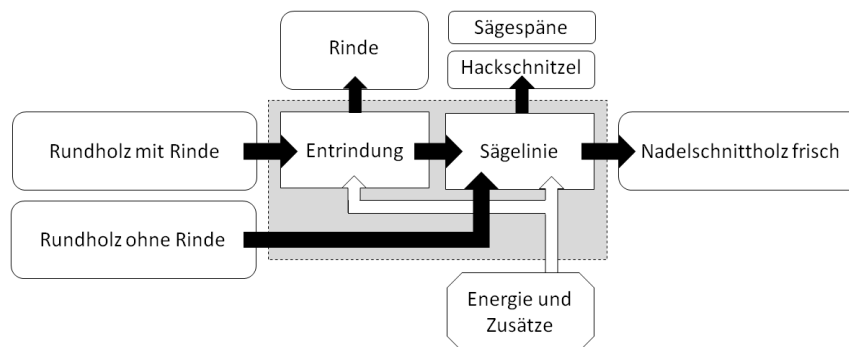 Sägespäne
Rinde
Hackschnitzel
Rundholz mit Rinde
Entrindung
Sägelinie
Nadelschnittholz frisch
Rundholz ohne Rinde
Energie und
Zusätze